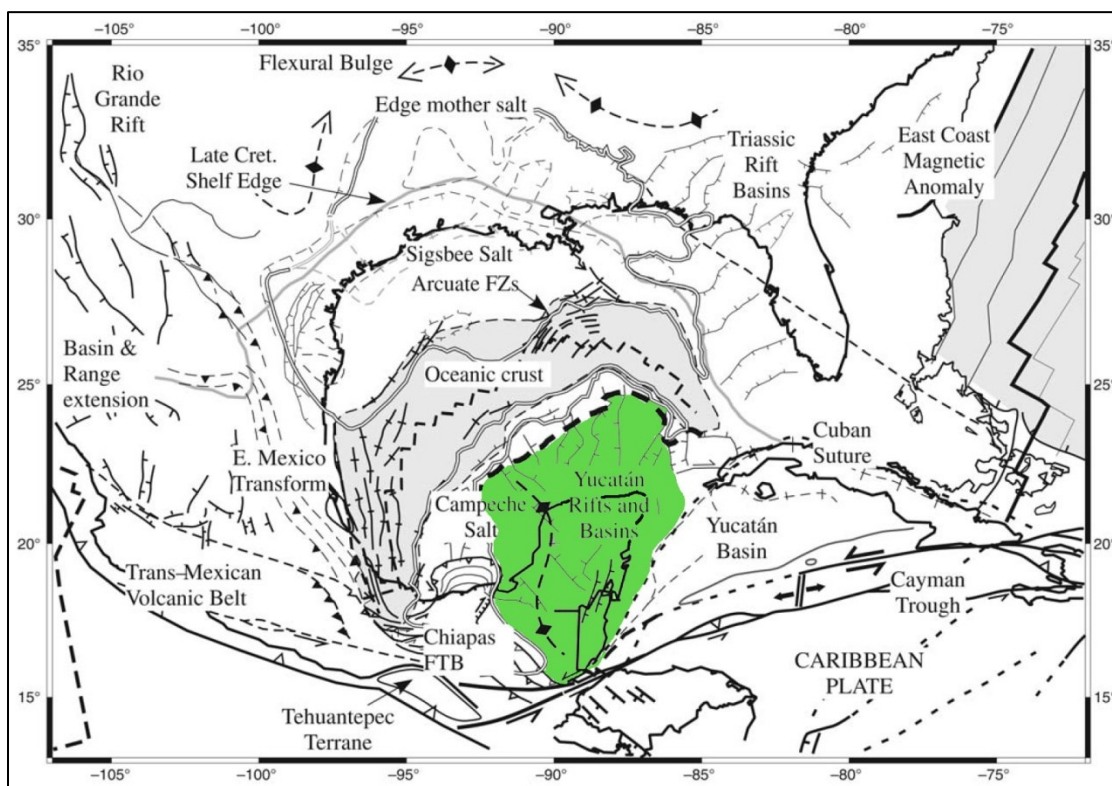 −105° −100° −95° −90° −85° −80° −75°
35° 35°
Flexural Bulge
Rio
Grande
Rift
Edge mother salt
Late Cret.
Shelf Edge
Triassic
Rift
Basins
East Coast
Magnetic
Anomaly
30° 30°
Sigsbee Salt
Arcuate FZs
Basin &
Range
extension
Oceanic crust
25° 25°
E. Mexico
Transform
Campeche
Salt
Yucatán
Rifts and
Basins
Cuban
Suture
Yucatán
Basin
20° 20°
Trans–Mexican
Volcanic Belt
Cayman
Trough
Chiapas
FTB
CARIBBEAN
PLATE
15° 15°
Tehuantepec
Terrane
−105° −100° −95° −90° −85° −80° −75°